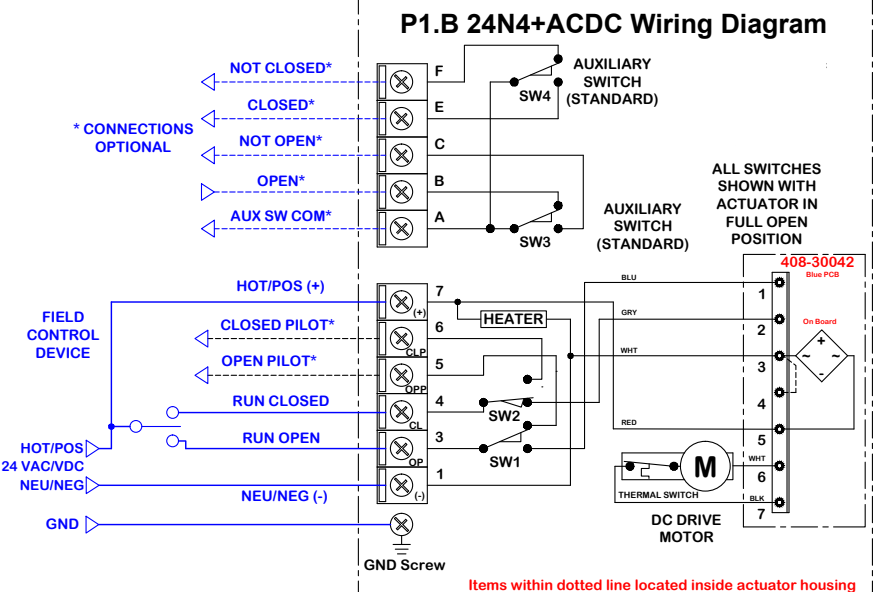 P1.B 24N4+ACDC Wiring Diagram
NOT CLOSED*
F
AUXILIARY
SWITCH
(STANDARD)
SW4
CLOSED*
E
* CONNECTIONS
OPTIONAL
NOT OPEN*
C
OPEN*
B
AUX SW COM*
A
SW3
AUXILIARY
SWITCH
(STANDARD)
ALL SWITCHES
SHOWN WITH
ACTUATOR IN
FULL OPEN
POSITION
408-30042
Blue PCB
HOT/POS (+)
7
(+)
BLU
1
FIELD
CONTROL
DEVICE
CLOSED PILOT*
6
CLP
HEATER
GRY
2
On Board
+
~ ~
-
OPEN PILOT*
5
OPP
WHT
3
RUN CLOSED
4
CL
SW2
4
RUN OPEN
3
OP
SW1
RED
5
HOT/POS
24 VAC/VDC
NEU/NEG
NEU/NEG (-)
1
(-)
M
WHT
6
THERMAL SWITCH
BLK
7
DC DRIVE
MOTOR
GND
GND Screw
Items within dotted line located inside actuator housing